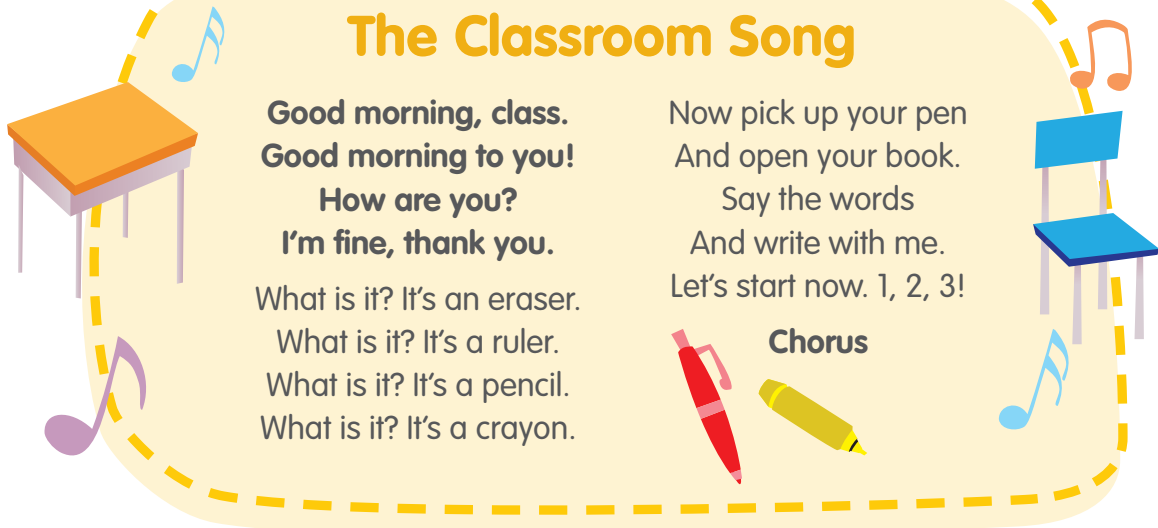 The Classroom Song
Good morning, class.
Good morning to you!
How are you?
I'm fine, thank you.
What is it? It's an eraser.
What is it? It's a ruler.
What is it? It's a pencil.
What is it? It's a crayon.
Now pick up your pen
And open your book.
Say the words
And write with me.
Let's start now. 1, 2, 3!
Chorus